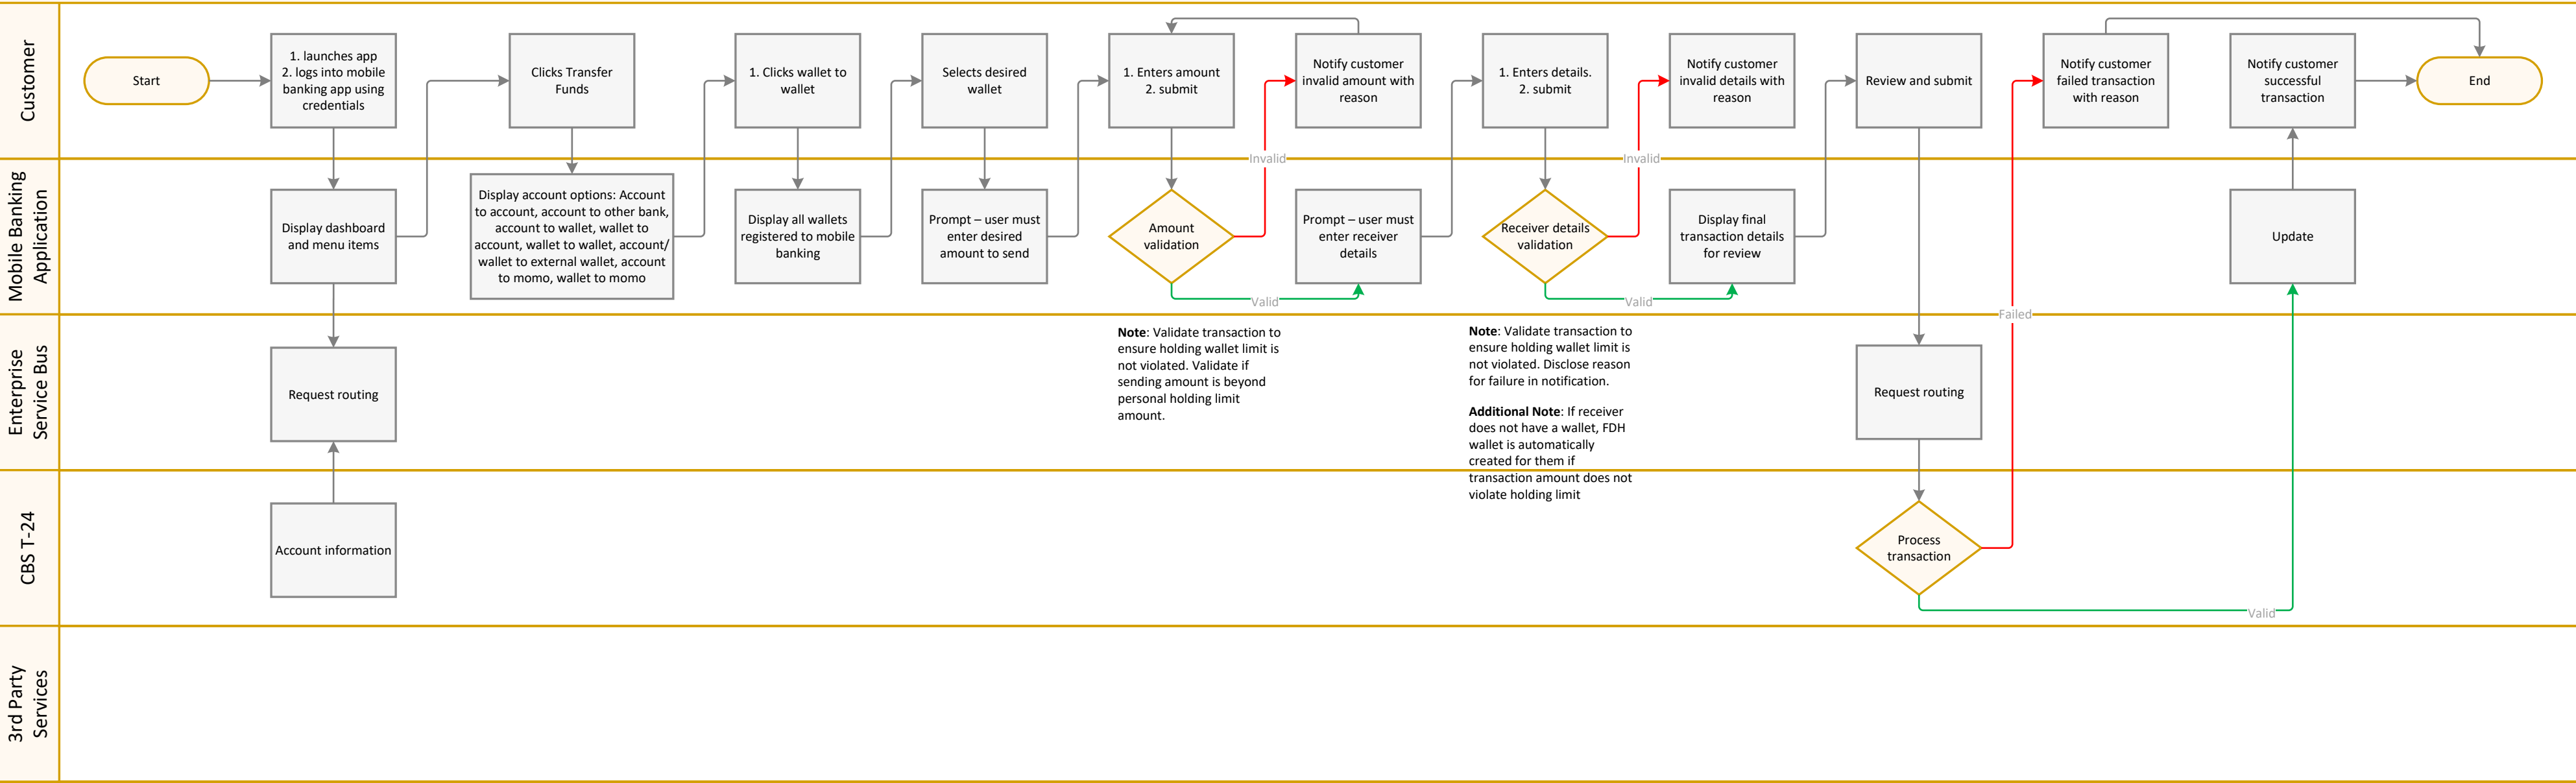 Customer
Start
1. launches app
2. logs into mobile
banking app using
credentials
Clicks Transfer
Funds
1. Clicks wallet to
wallet
Selects desired
wallet
1. Enters amount
2. submit
Notify customer
invalid amount with
reason
1. Enters details.
2. submit
Notify customer
invalid details with
reason
Review and submit
Notify customer
failed transaction
with reason
Notify customer
successful
transaction
End
Invalid
Invalid
Mobile Banking
Application
Display dashboard
and menu items
Display account options: Account
to account, account to other bank,
account to wallet, wallet to
account, wallet to wallet, account/
wallet to external wallet, account
to momo, wallet to momo
Display all wallets
registered to mobile
banking
Prompt – user must
enter desired
amount to send
Amount
validation
Prompt – user must
enter receiver
details
Receiver details
validation
Display final
transaction details
for review
Update
Valid
Valid
Failed
Enterprise
Service Bus
Request routing
Note: Validate transaction to
ensure holding wallet limit is
not violated. Validate if
sending amount is beyond
personal holding limit
amount.
Note: Validate transaction to
ensure holding wallet limit is
not violated. Disclose reason
for failure in notification.
Additional Note: If receiver
does not have a wallet, FDH
wallet is automatically
created for them if
transaction amount does not
violate holding limit
Request routing
CBS T-24
Account information
Process
transaction
Valid
3rd Party
Services